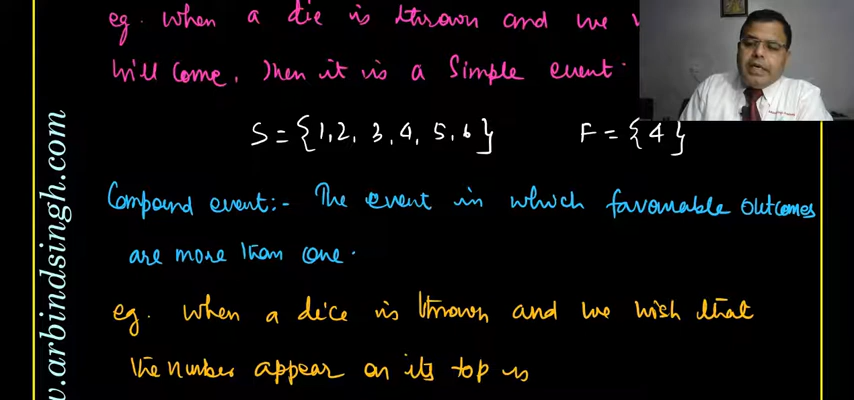 eg. when a die is thrown and we
will come, then it is a Simple event.
S = {1, 2, 3, 4, 5, 6} F = {4}
Compound event:- The event in which favourable outcomes
are more than one.
eg. when a dice is thrown and we wish that
the number appear on its top is
www.arbindsingh.com